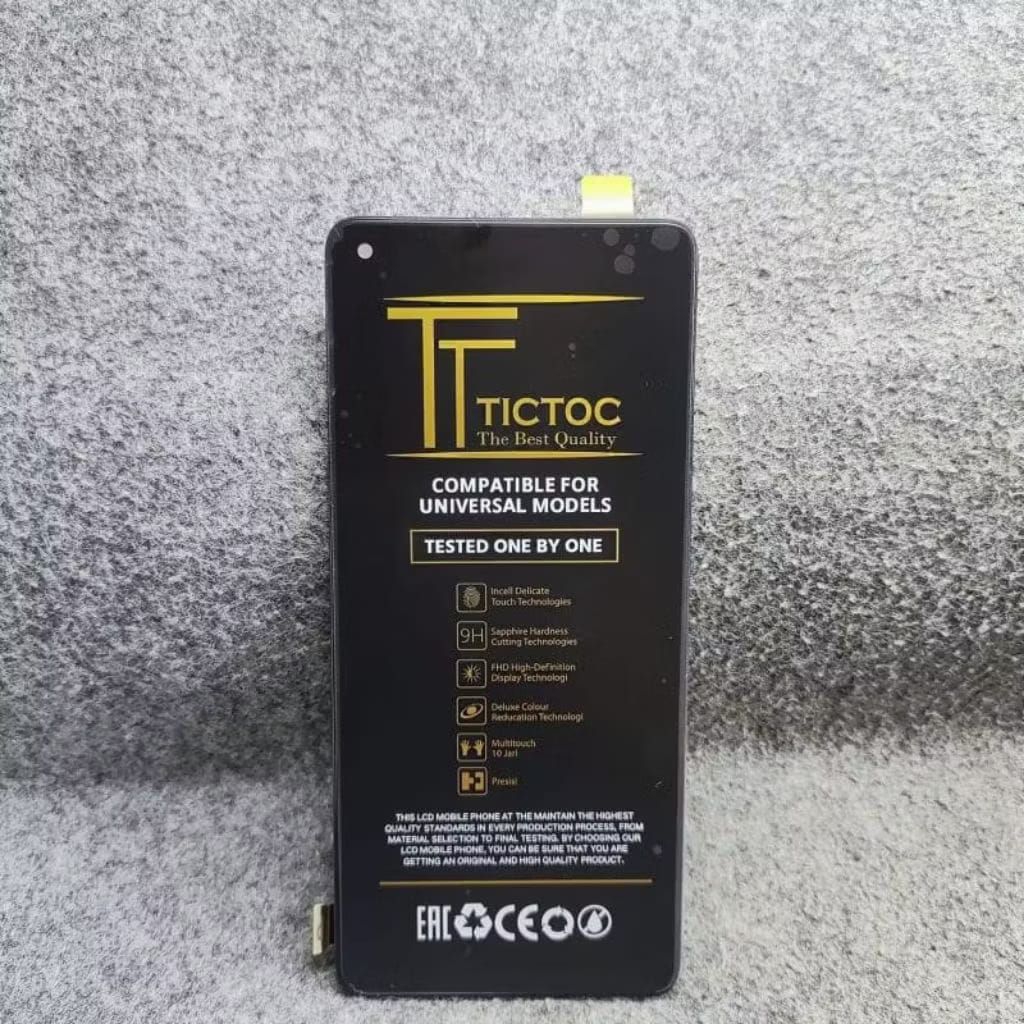 TT
TICTOC
The Best Quality
COMPATIBLE FOR
UNIVERSAL MODELS
TESTED ONE BY ONE
Incell Delicate
Touch Technologies
9H
Sapphire Hardness
Cutting Technologies
FHD High-Definition
Display Technologi
Deluxe Colour
Reducation Technologi
Multitouch
10 Jari
Presisi
THIS LCD MOBILE PHONE AT THE MAINTAIN THE HIGHEST
QUALITY STANDARDS IN EVERY PRODUCTION PROCESS, FROM
MATERIAL SELECTION TO FINAL TESTING. BY CHOOSING OUR
LCD MOBILE PHONE, YOU CAN BE SURE THAT YOU ARE
GETTING AN ORIGINAL AND HIGH QUALITY PRODUCT.
EAC CE